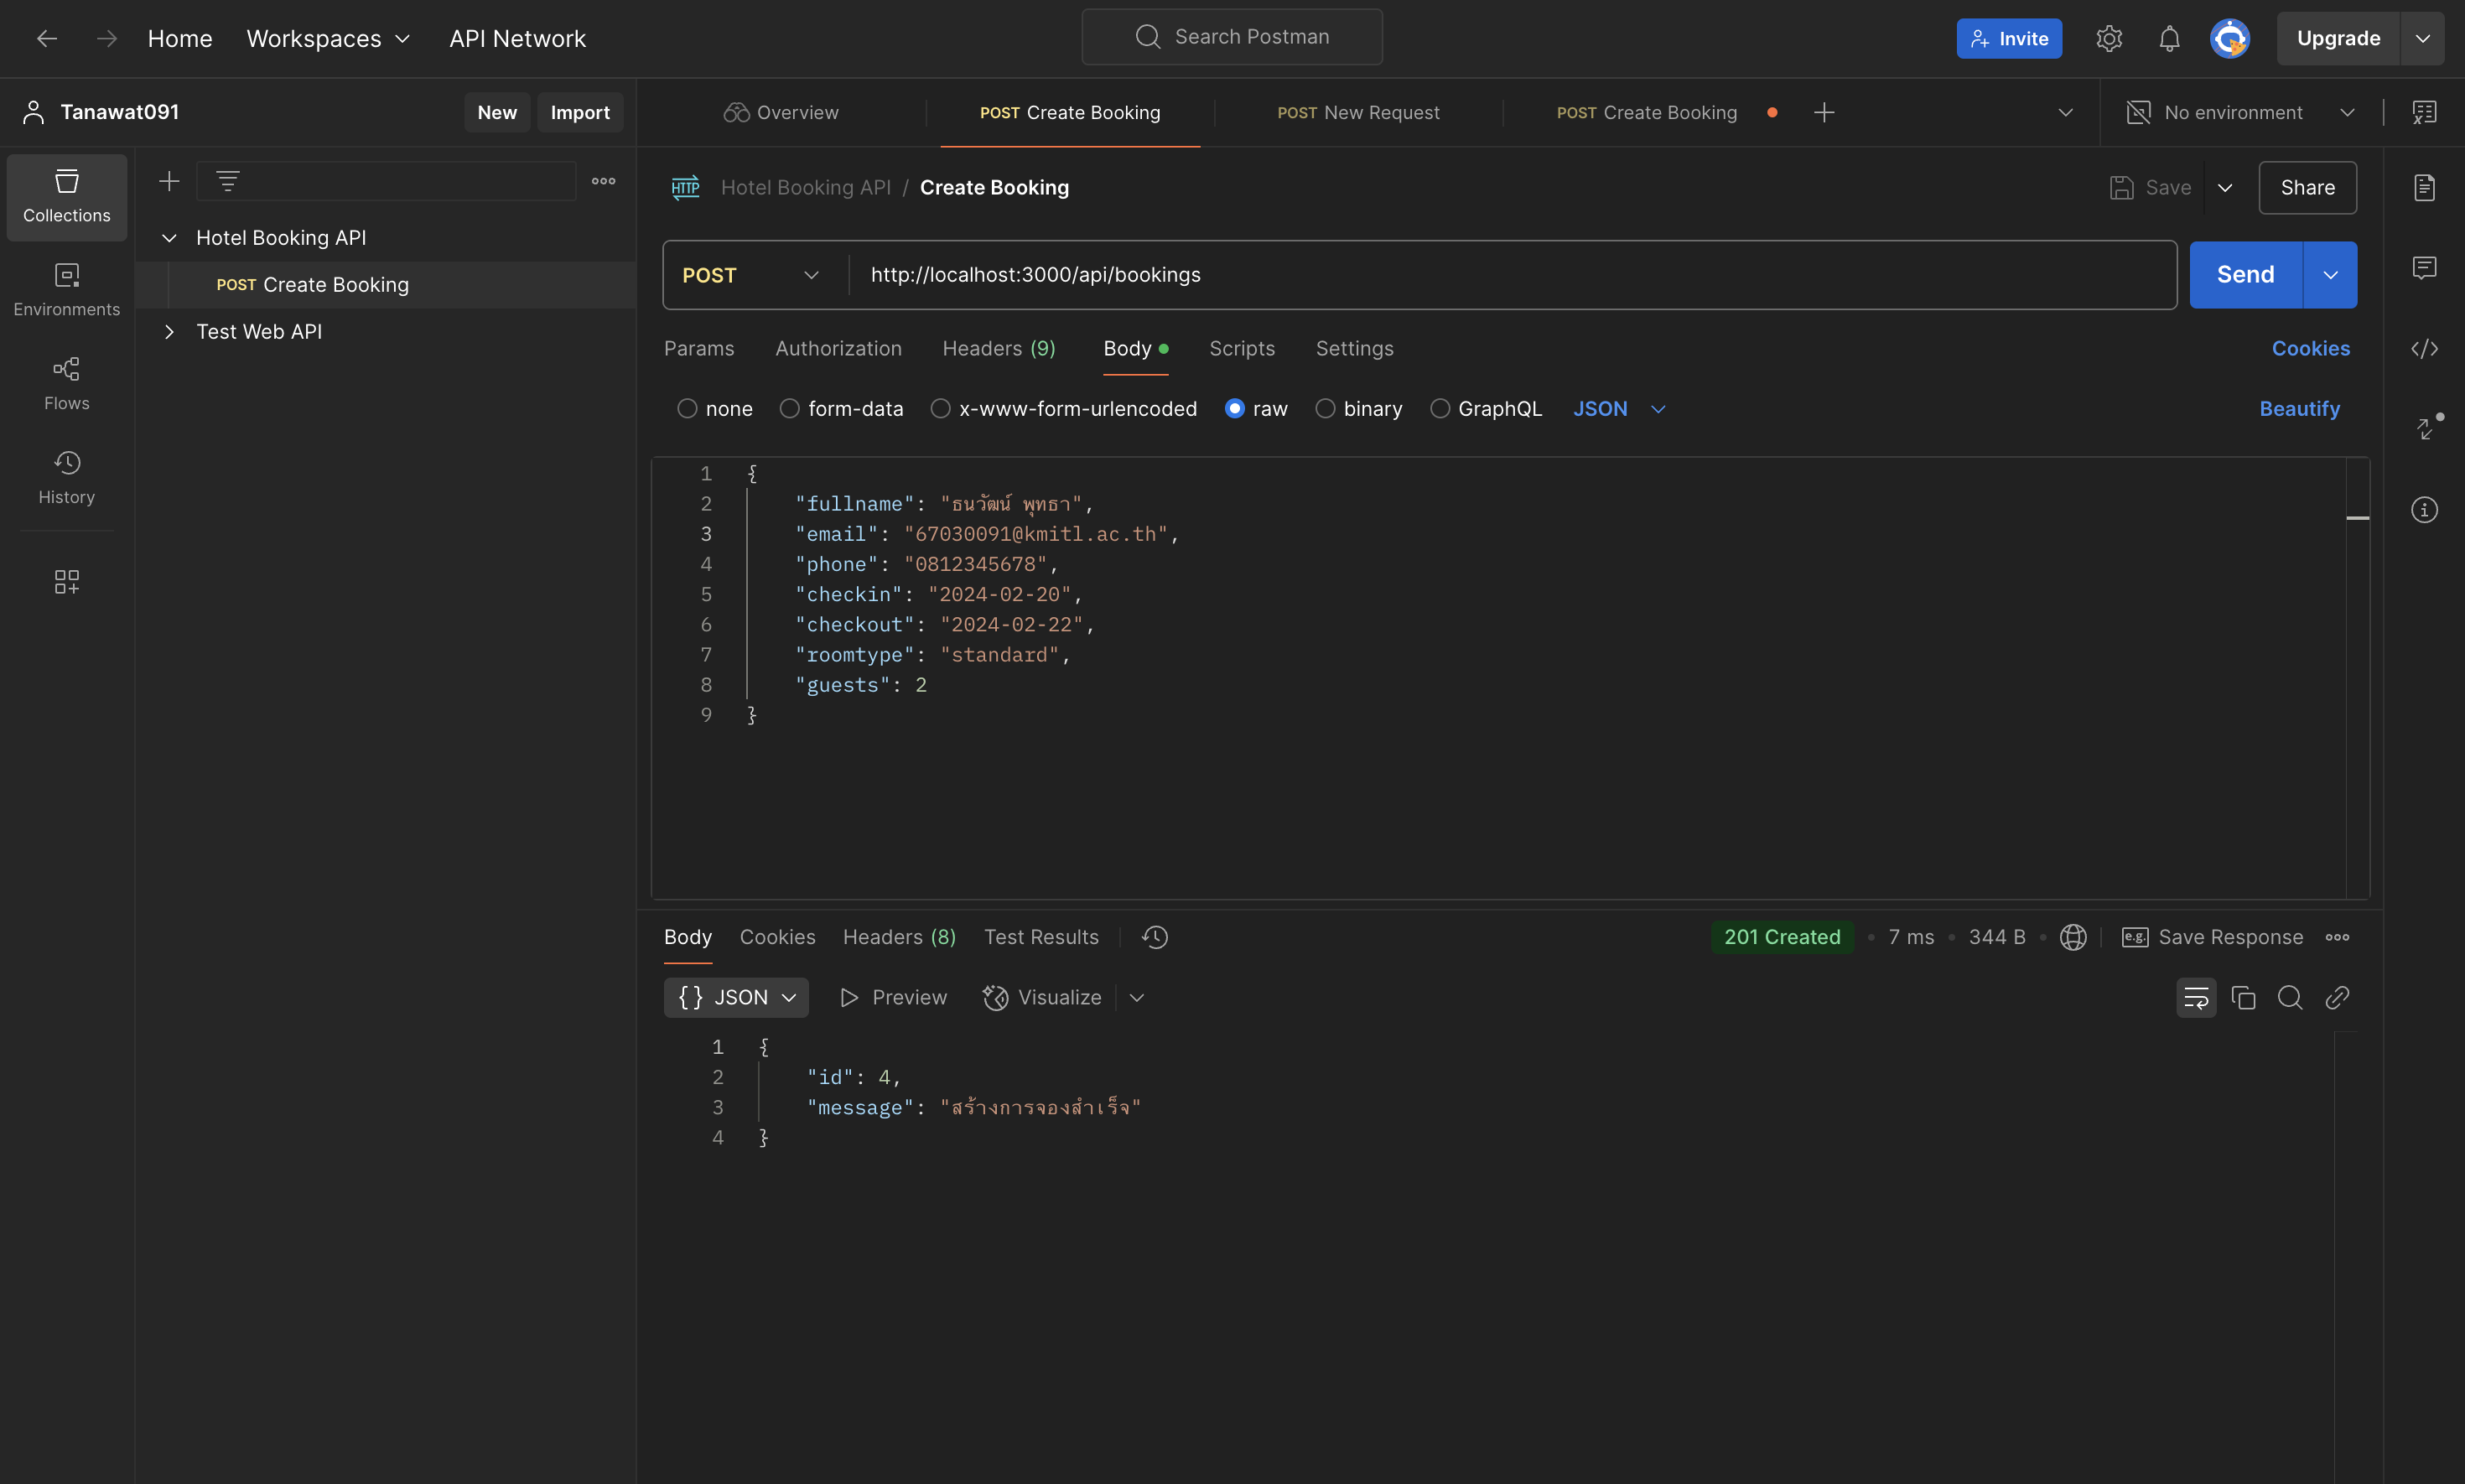 Home Workspaces API Network Search Postman Invite Upgrade
Tanawat091 New Import
Overview POST Create Booking POST New Request POST Create Booking No environment
Collections
Environments
Flows
History
Hotel Booking API
POST Create Booking
Test Web API
HTTP Hotel Booking API / Create Booking Save Share
POST http://localhost:3000/api/bookings Send
Params Authorization Headers (9) Body Scripts Settings Cookies
none form-data x-www-form-urlencoded raw binary GraphQL JSON Beautify
1 {
2 "fullname": "ธนวัฒน์ พุทธา",
3 "email": "67030091@kmitl.ac.th",
4 "phone": "0812345678",
5 "checkin": "2024-02-20",
6 "checkout": "2024-02-22",
7 "roomtype": "standard",
8 "guests": 2
9 }
Body Cookies Headers (8) Test Results 201 Created • 7 ms • 344 B • e.g. Save Response
{} JSON Preview Visualize
1 {
2 "id": 4,
3 "message": "สร้างการจองสำเร็จ"
4 }